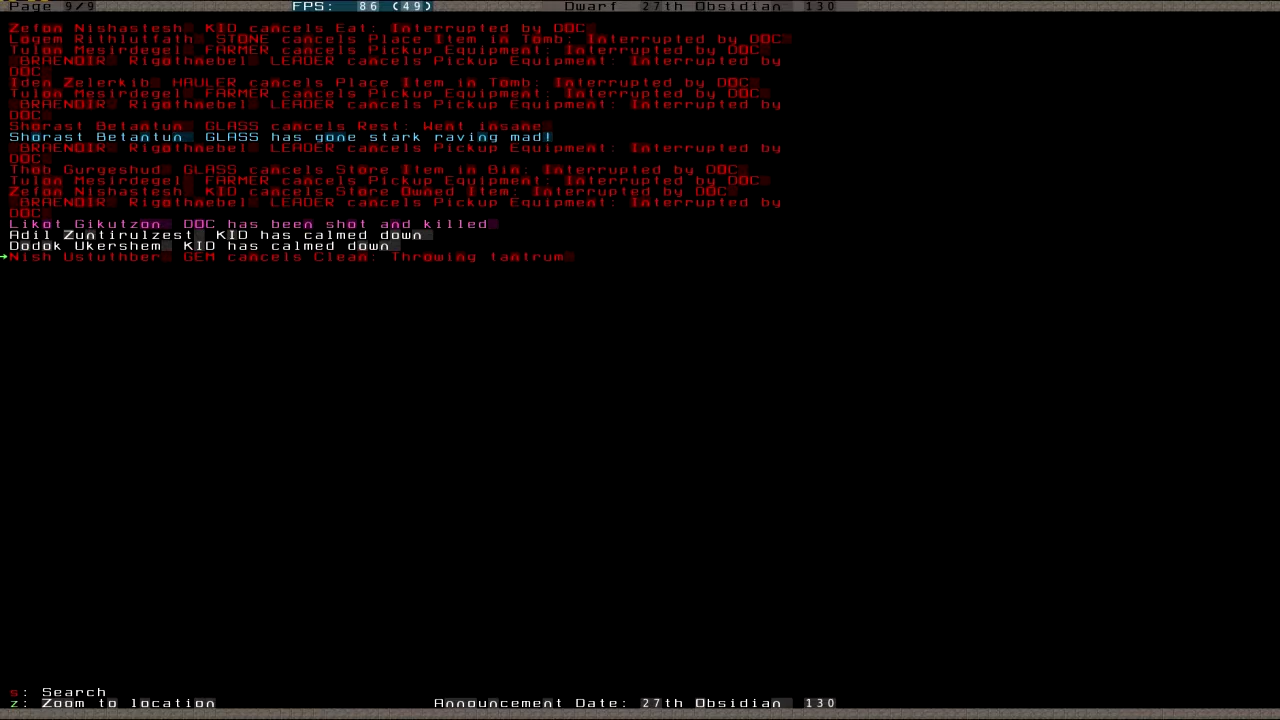 Page 9/9 FPS: 86 (49) Dwarf 27th Obsidian 130
Zefon Nishastesh KID cancels Eat: Interrupted by DOC
Logem Rithluttath STONE cancels Place Item in Tomb: Interrupted by DOC
Tulon Mesirdegel FARMER cancels Pickup Equipment: Interrupted by DOC
BRAENDIR Rigothnebel LEADER cancels Pickup Equipment: Interrupted by
DOC
Iden Zelerkib HAULER cancels Place Item in Tomb: Interrupted by DOC
Tulon Mesirdegel FARMER cancels Pickup Equipment: Interrupted by DOC
BRAENDIR Rigothnebel LEADER cancels Pickup Equipment: Interrupted by
DOC
Shorast Betantun GLASS cancels Rest: Went insane
Shorast Betantun GLASS has gone stark raving mad!
BRAENDIR Rigothnebel LEADER cancels Pickup Equipment: Interrupted by
DOC
Thob Gurgeshud GLASS cancels Store Item in Bin: Interrupted by DOC
Tulon Mesirdegel FARMER cancels Pickup Equipment: Interrupted by DOC
Zefon Nishastesh KID cancels Store Owned Item: Interrupted by DOC
BRAENDIR Rigothnebel LEADER cancels Pickup Equipment: Interrupted by
DOC
Likot Gikutzon DOC has been shot and killed
Adil Zuntirulzest KID has calmed down
Dodok Ukershem KID has calmed down
Nish Ustuthber GEM cancels Clean: Throwing tantrum
s: Search
z: Zoom to location Announcement Date: 27th Obsidian 130